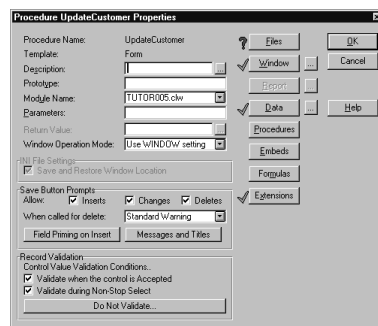 Procedure UpdateCustomer Properties
Procedure Name: UpdateCustomer
Template: Form
Description:
Prototype:
Module Name: TUTOR005.clw
Parameters:
Return Value:
Window Operation Mode: Use WINDOW setting
INI File Settings
Save and Restore Window Location
Save Button Prompts
Allow: Inserts Changes Deletes
When called for delete: Standard Warning
Field Priming on Insert Messages and Titles
Record Validation
Control Value Validation Conditions..
Validate when the control is Accepted
Validate during Non-Stop Select
Do Not Validate...
? Files
Window ...
Report ...
Data ...
Procedures
Embeds
Formulas
Extensions
OK
Cancel
Help